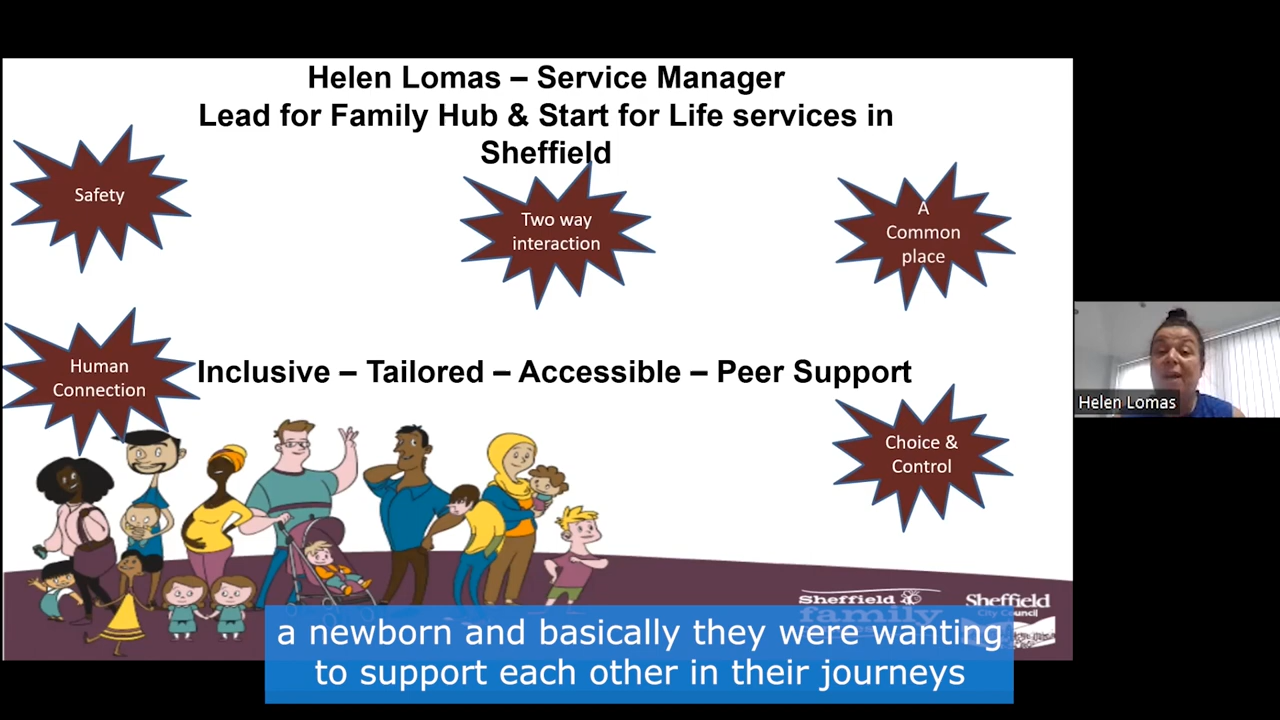 Helen Lomas – Service Manager
Lead for Family Hub & Start for Life services in
Sheffield
Safety
Two way
interaction
A
Common
place
Human
Connection
Inclusive – Tailored – Accessible – Peer Support
Choice &
Control
Helen Lomas
Sheffield
family
Sheffield
City Council
a newborn and basically they were wanting
to support each other in their journeys